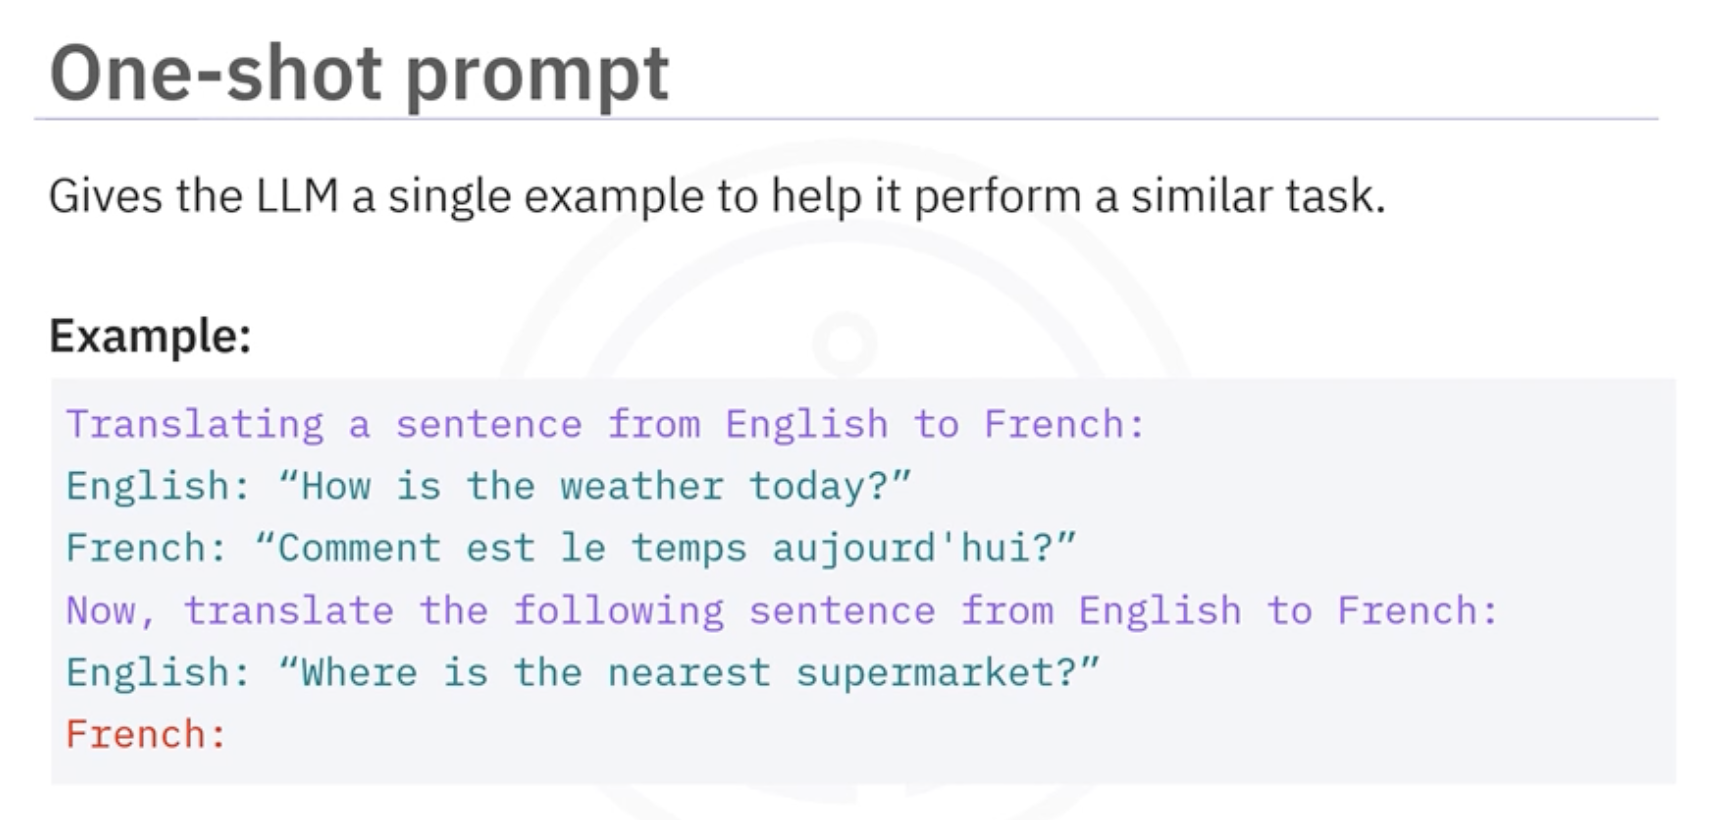 One-shot prompt
Gives the LLM a single example to help it perform a similar task.
Example:
Translating a sentence from English to French:
English: “How is the weather today?”
French: “Comment est le temps aujourd'hui?”
Now, translate the following sentence from English to French:
English: “Where is the nearest supermarket?”
French: